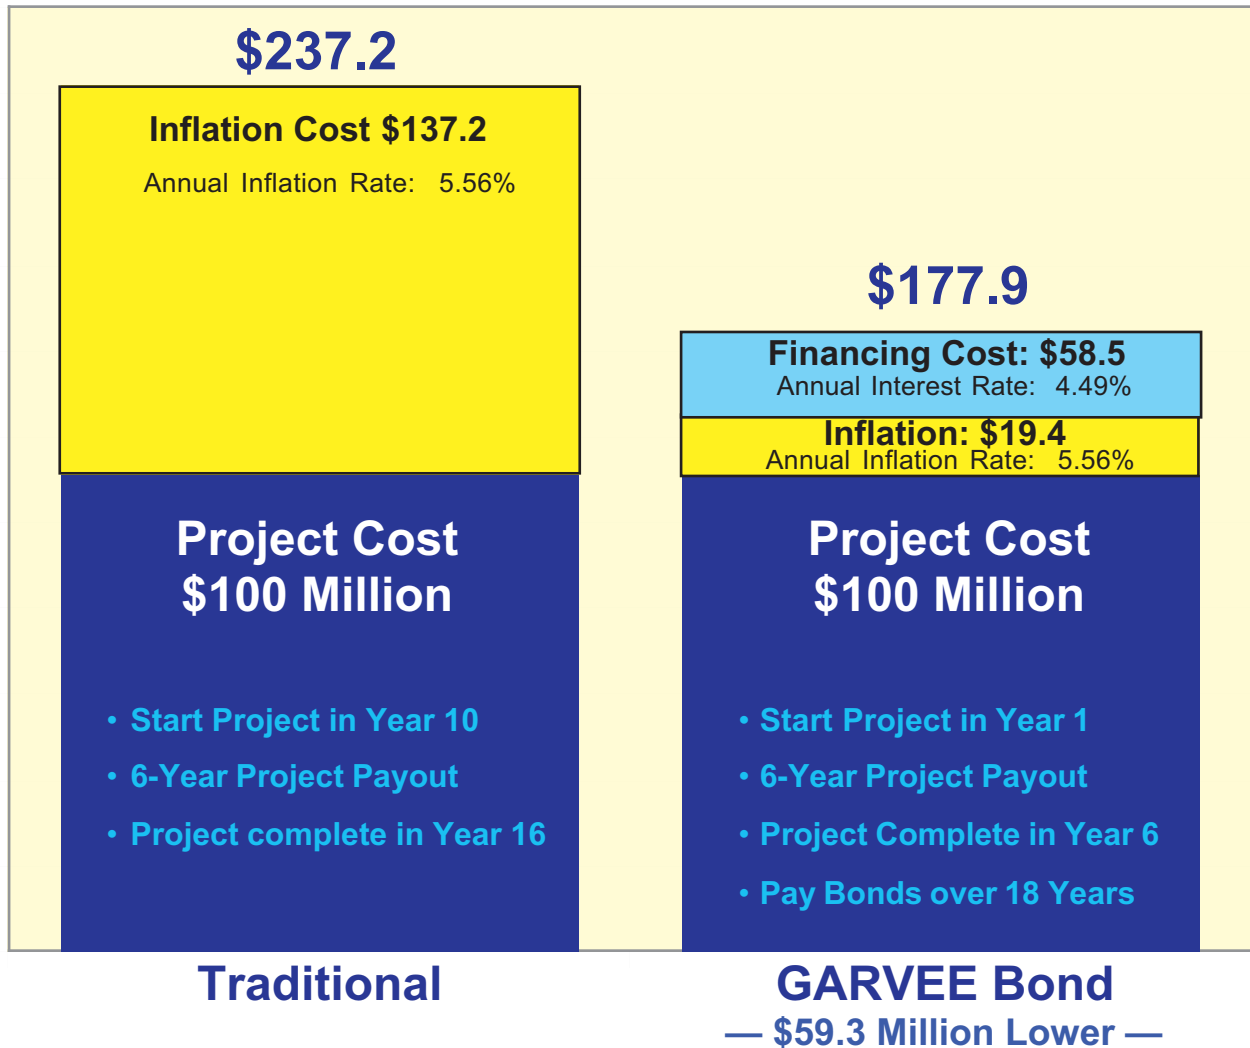 $237.2
Inflation Cost $137.2
Annual Inflation Rate: 5.56%
Project Cost
$100 Million
• Start Project in Year 10
• 6-Year Project Payout
• Project complete in Year 16
Traditional
$177.9
Financing Cost: $58.5
Annual Interest Rate: 4.49%
Inflation: $19.4
Annual Inflation Rate: 5.56%
Project Cost
$100 Million
• Start Project in Year 1
• 6-Year Project Payout
• Project Complete in Year 6
• Pay Bonds over 18 Years
GARVEE Bond
— $59.3 Million Lower —